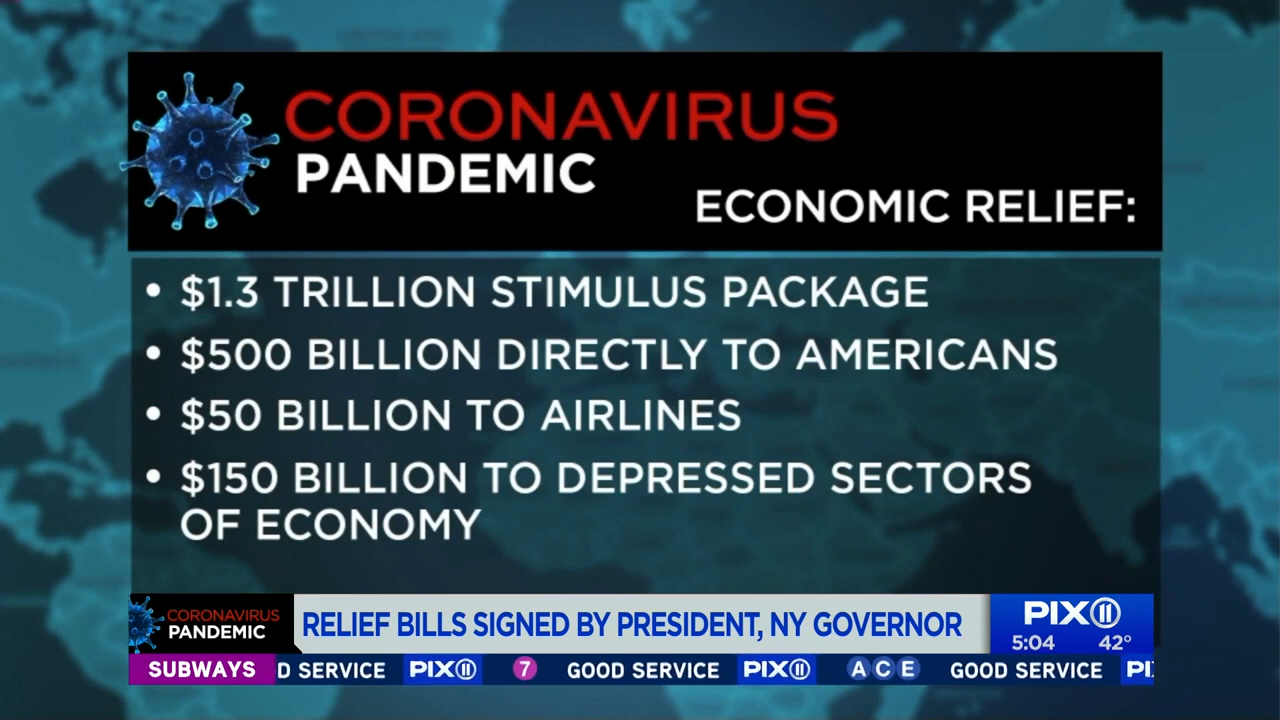 CORONAVIRUS
PANDEMIC
ECONOMIC RELIEF:
• $1.3 TRILLION STIMULUS PACKAGE
• $500 BILLION DIRECTLY TO AMERICANS
• $50 BILLION TO AIRLINES
• $150 BILLION TO DEPRESSED SECTORS
OF ECONOMY
CORONAVIRUS
PANDEMIC
RELIEF BILLS SIGNED BY PRESIDENT, NY GOVERNOR
PIX11
5:04 42°
SUBWAYS D SERVICE PIX11 7 GOOD SERVICE PIX11 A C E GOOD SERVICE PI